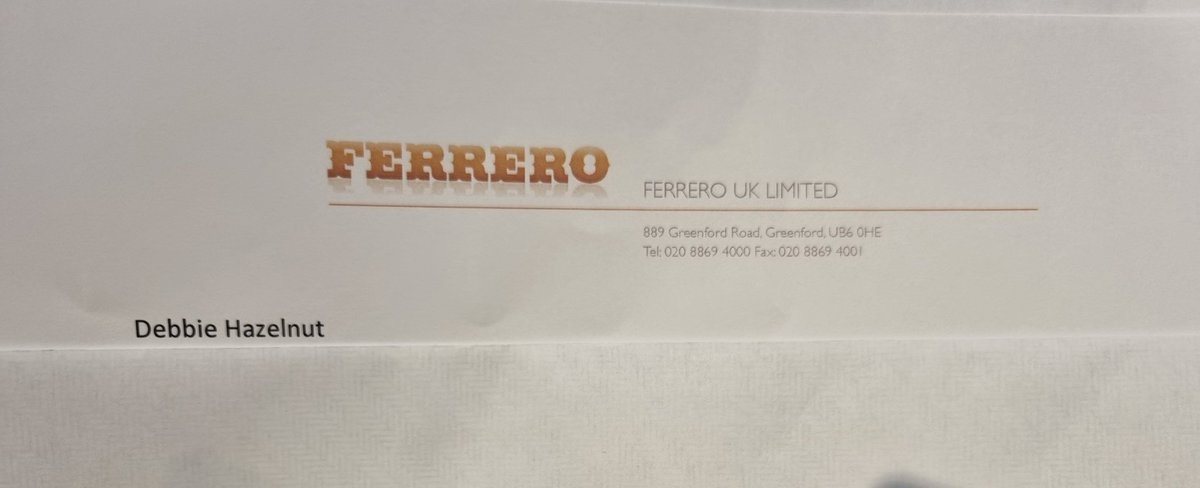 FERRERO
FERRERO UK LIMITED
889 Greenford Road, Greenford, UB6 0HE
Tel: 020 8869 4000 Fax: 020 8869 4001
Debbie Hazelnut